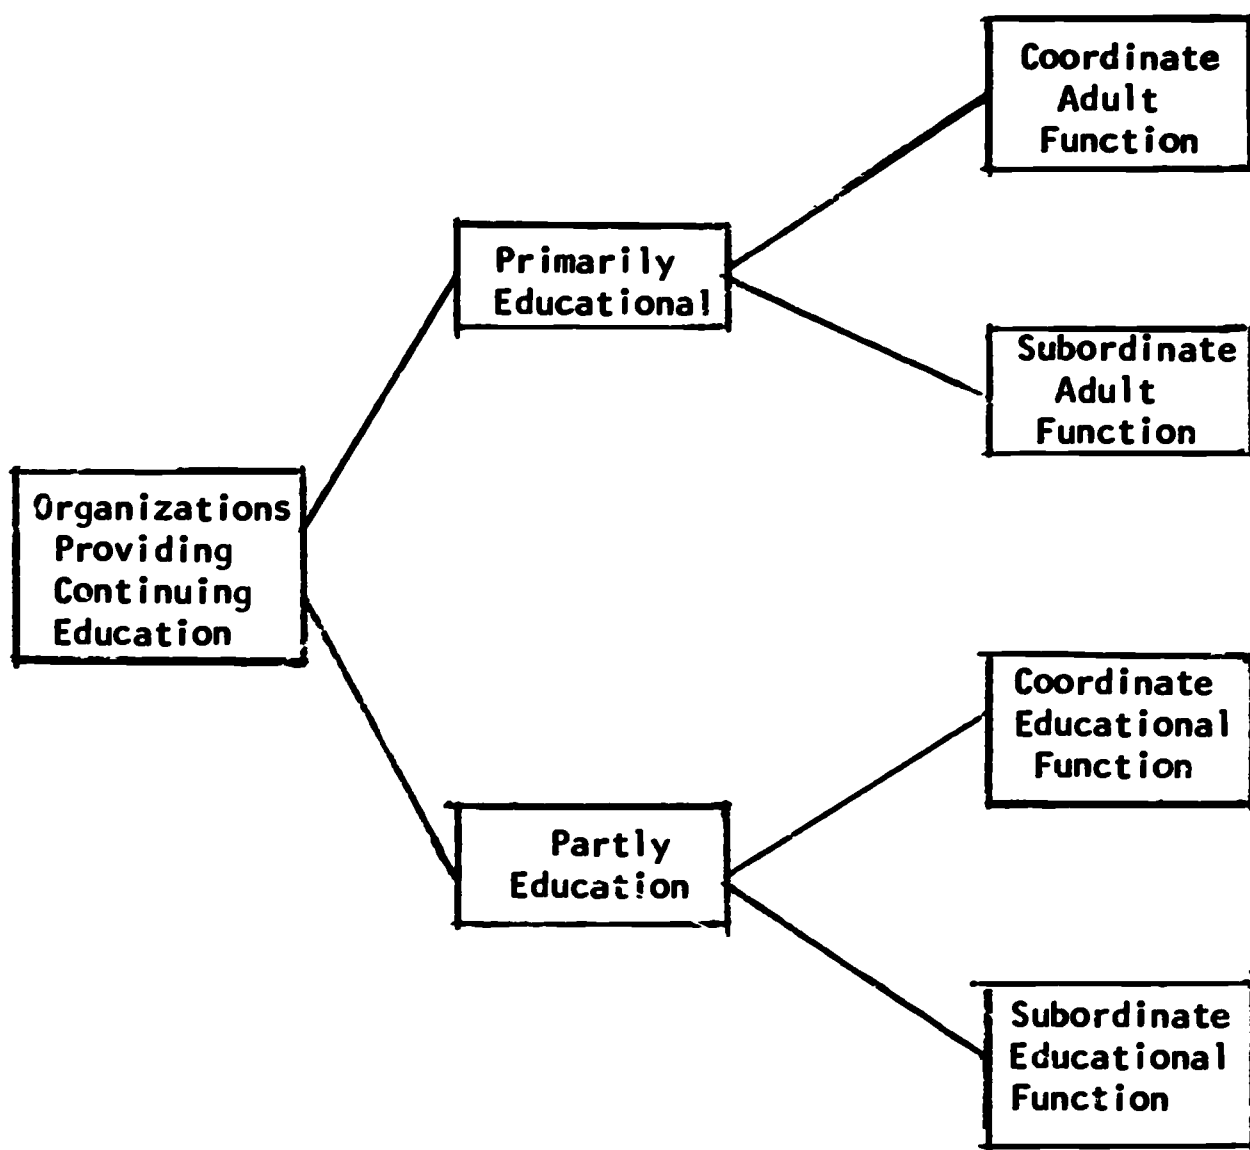 Coordinate
Adult
Function
Primarily
Educational
Subordinate
Adult
Function
Organizations
Providing
Continuing
Education
Coordinate
Educational
Function
Partly
Education
Subordinate
Educational
Function